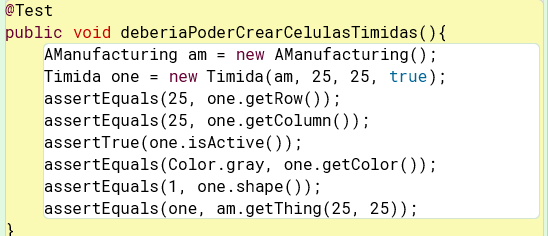 @Test
public void deberiaPoderCrearCelulasTimidas(){
AManufacturing am = new AManufacturing();
Timida one = new Timida(am, 25, 25, true);
assertEquals(25, one.getRow());
assertEquals(25, one.getColumn());
assertTrue(one.isActive());
assertEquals(Color.gray, one.getColor());
assertEquals(1, one.shape());
assertEquals(one, am.getThing(25, 25));
}